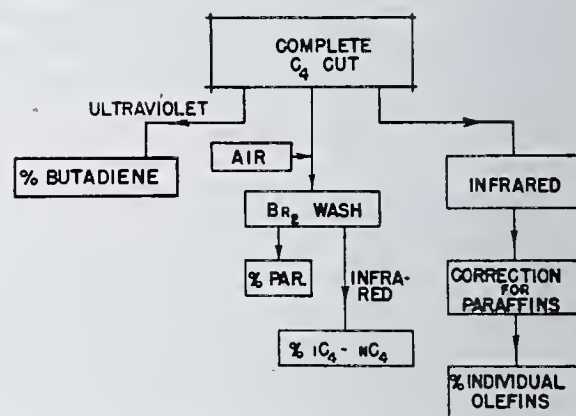 COMPLETE
C₄ CUT
ULTRAVIOLET
% BUTADIENE
AIR
BR₂ WASH
% PAR.
INFRA-
RED
% iC₄ - NC₄
INFRARED
CORRECTION
FOR
PARAFFINS
% INDIVIDUAL
OLEFINS